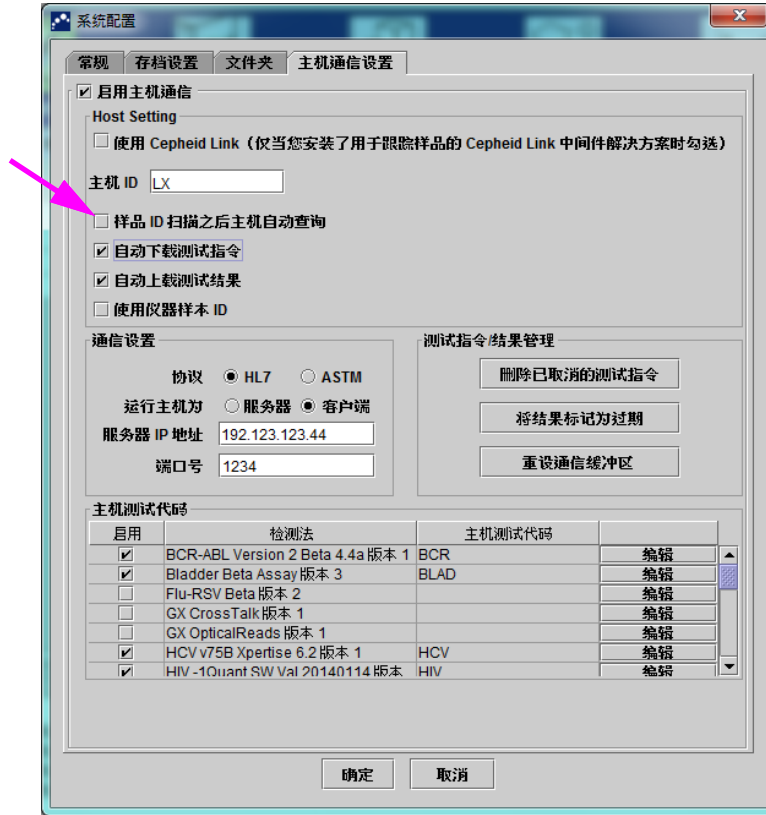 系统配置
常规 存档设置 文件夹 主机通信设置
启用主机通信
Host Setting
使用 Cepheid Link（仅当您安装了用于跟踪样品的 Cepheid Link 中间件解决方案时勾选）
主机 ID LX
样品 ID 扫描之后主机自动查询
自动下载测试指令
自动上载测试结果
使用仪器样本 ID
通信设置
协议 HL7 ASTM
运行主机为 服务器 客户端
服务器 IP 地址 192.123.123.44
端口号 1234
测试指令/结果管理
删除已取消的测试指令
将结果标记为过期
重设通信缓冲区
主机测试代码
启用 检测法 主机测试代码
BCR-ABL Version 2 Beta 4.4a 版本 1 BCR 编辑
Bladder Beta Assay 版本 3 BLAD 编辑
Flu-RSV Beta 版本 2 编辑
GX CrossTalk 版本 1 编辑
GX OpticalReads 版本 1 编辑
HCV v75B Xpertise 6.2 版本 1 HCV 编辑
HIV -1Quant SW Val 20140114 版本 HIV 编辑
确定 取消